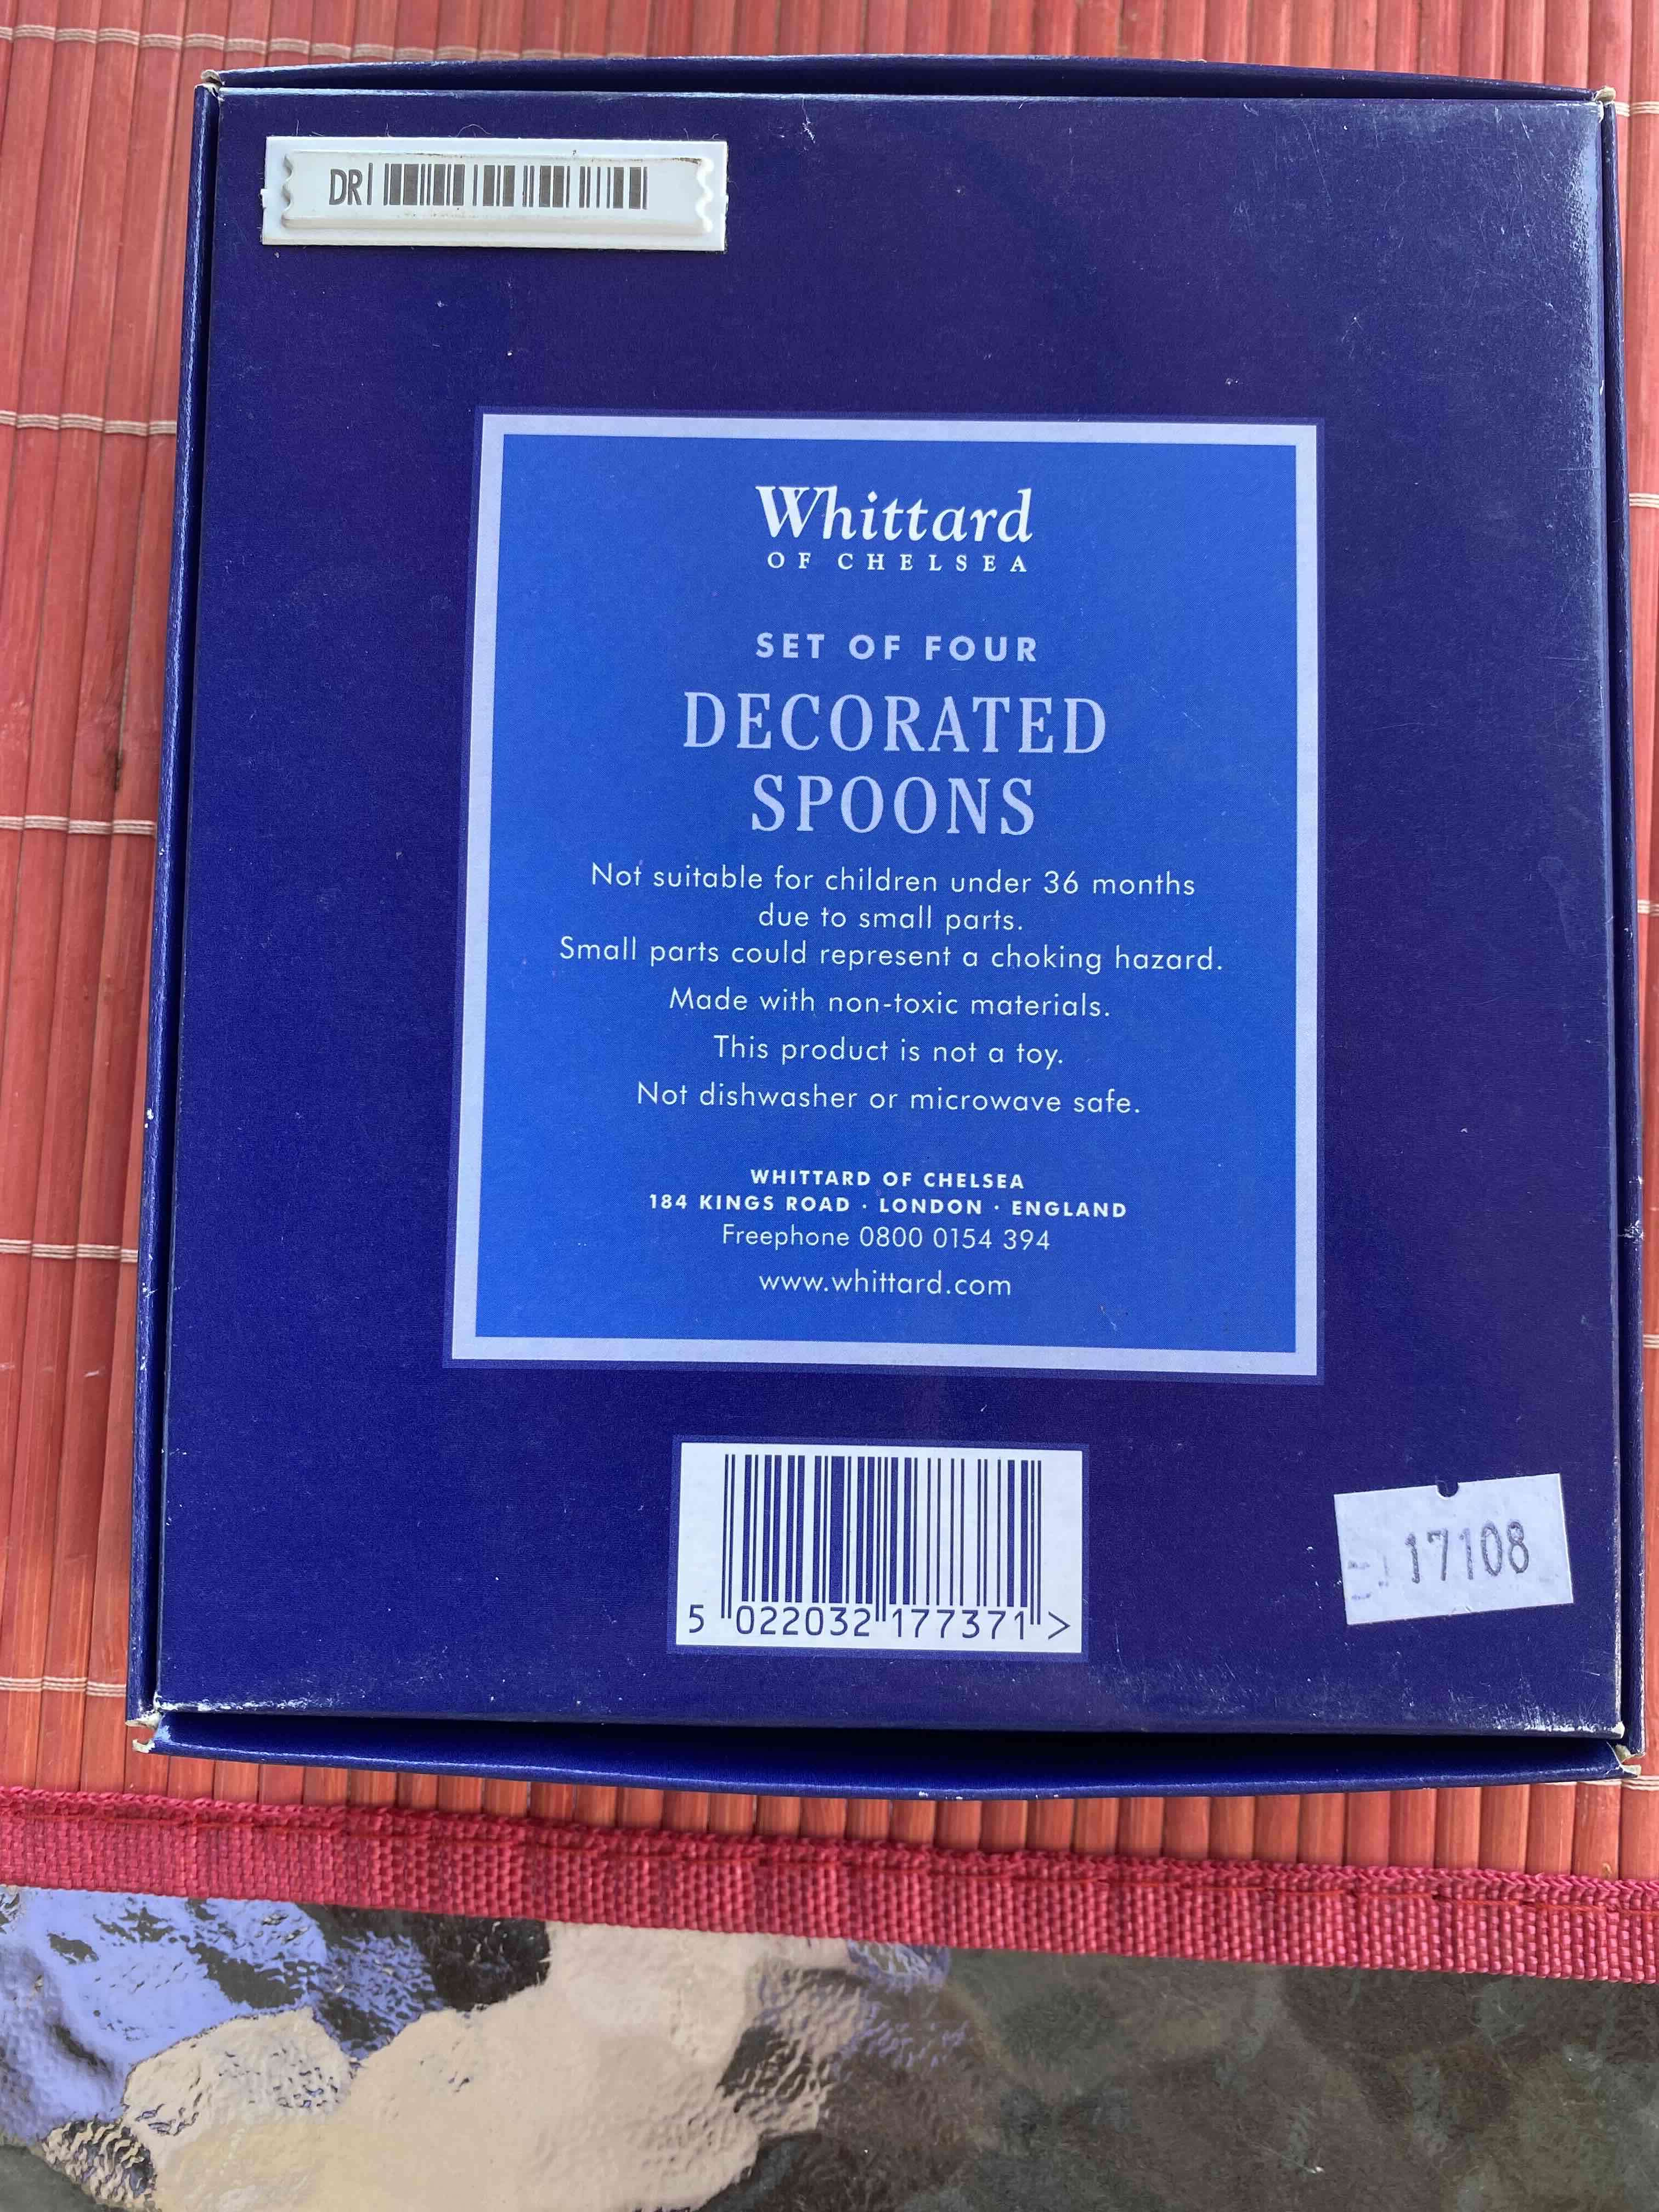 DR
Whittard
OF CHELSEA
SET OF FOUR
DECORATED
SPOONS
Not suitable for children under 36 months
due to small parts.
Small parts could represent a choking hazard.
Made with non-toxic materials.
This product is not a toy.
Not dishwasher or microwave safe.
WHITTARD OF CHELSEA
184 KINGS ROAD · LONDON · ENGLAND
Freephone 0800 0154 394
www.whittard.com
17108
5 022032 177371 >